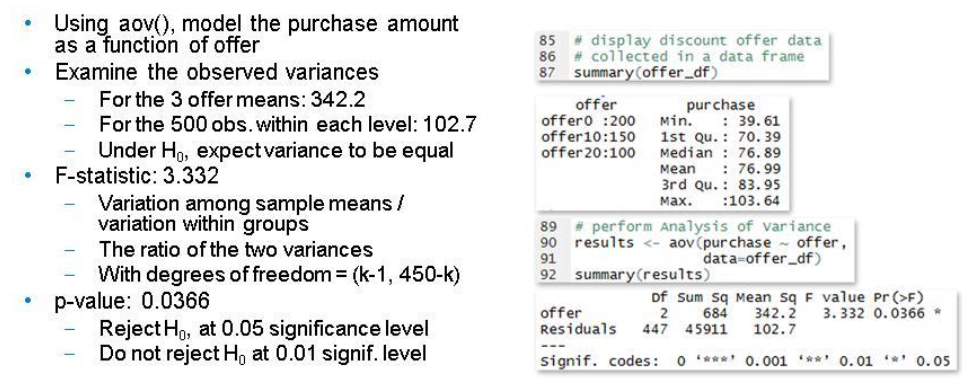 • Using aov(), model the purchase amount
as a function of offer
• Examine the observed variances
– For the 3 offer means: 342.2
– For the 500 obs. within each level: 102.7
– Under H₀, expect variance to be equal
• F-statistic: 3.332
– Variation among sample means /
variation within groups
– The ratio of the two variances
– With degrees of freedom = (k-1, 450-k)
• p-value: 0.0366
– Reject H₀, at 0.05 significance level
– Do not reject H₀ at 0.01 signif. level
85 # display discount offer data
86 # collected in a data frame
87 summary(offer_df)
offer purchase
offer0 :200 Min. : 39.61
offer10:150 1st Qu.: 70.39
offer20:100 Median : 76.89
Mean : 76.99
3rd Qu.: 83.95
Max. :103.64
89 # perform Analysis of Variance
90 results <- aov(purchase ~ offer,
91 data=offer_df)
92 summary(results)
Df Sum Sq Mean Sq F value Pr(>F)
offer 2 684 342.2 3.332 0.0366 *
Residuals 447 45911 102.7
---
Signif. codes: 0 ‘***’ 0.001 ‘**’ 0.01 ‘*’ 0.05